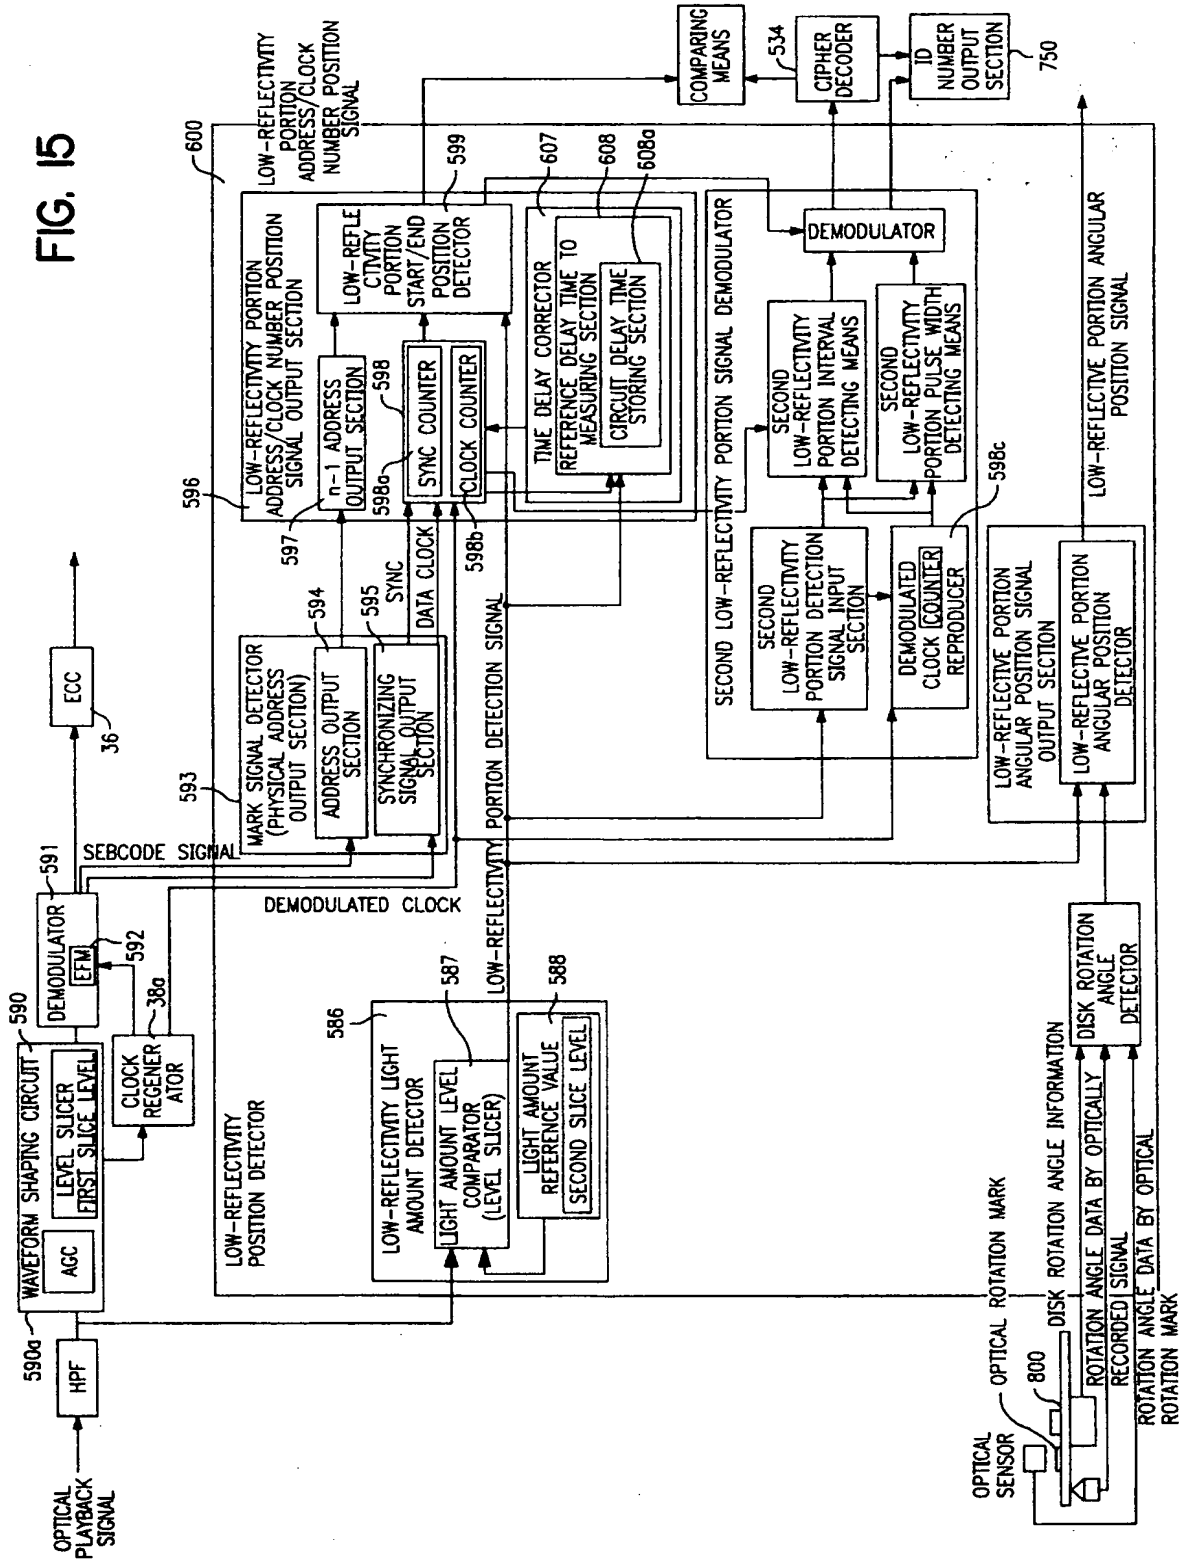 FIG. 15
OPTICAL
PLAYBACK
SIGNAL
HPF
590a
WAVEFORM SHAPING CIRCUIT
590
AGC
LEVEL SLICER
FIRST SLICE LEVEL
CLOCK
REGENER
ATOR
38a
DEMODULATOR
591
EFM
592
ECC
36
SEBCODE SIGNAL
DEMODULATED CLOCK
LOW-REFLECTIVITY
POSITION DETECTOR
600
586
LOW-REFLECTIVITY LIGHT
AMOUNT DETECTOR
587
LIGHT AMOUNT LEVEL
COMPARATOR
(LEVEL SLICER)
588
LIGHT AMOUNT
REFERENCE VALUE
SECOND SLICE LEVEL
LOW-REFLECTIVITY PORTION DETECTION SIGNAL
593
MARK SIGNAL DETECTOR
(PHYSICAL ADDRESS
OUTPUT SECTION)
594
ADDRESS OUTPUT
SECTION
595
SYNCHRONIZING
SIGNAL OUTPUT
SECTION
SYNC
DATA CLOCK
596
LOW-REFLECTIVITY PORTION
ADDRESS/CLOCK NUMBER POSITION
SIGNAL OUTPUT SECTION
597
n-1 ADDRESS
OUTPUT SECTION
598
598a
SYNC COUNTER
CLOCK COUNTER
598b
599
LOW-REFLE
CTIVITY
PORTION
START/END
POSITION
DETECTOR
LOW-REFLECTIVITY
PORTION
ADDRESS/CLOCK
NUMBER POSITION
SIGNAL
TIME DELAY CORRECTOR
607
REFERENCE DELAY TIME TO
MEASURING SECTION
608
CIRCUIT DELAY TIME
STORING SECTION
608a
COMPARING
MEANS
CIPHER
DECODER
534
ID
NUMBER
OUTPUT
SECTION
750
SECOND LOW-REFLECTIVITY PORTION SIGNAL DEMODULATOR
SECOND
LOW-REFLECTIVITY
PORTION DETECTION
SIGNAL INPUT
SECTION
DEMODULATED
CLOCK COUNTER
REPRODUCER
598c
SECOND
LOW-REFLECTIVITY
PORTION INTERVAL
DETECTING MEANS
SECOND
LOW-REFLECTIVITY
PORTION PULSE WIDTH
DETECTING MEANS
DEMODULATOR
LOW-REFLECTIVE PORTION
ANGULAR POSITION SIGNAL
OUTPUT SECTION
LOW-REFLECTIVE PORTION
ANGULAR POSITION
DETECTOR
LOW-REFLECTIVE PORTION ANGULAR
POSITION SIGNAL
DISK ROTATION
ANGLE
DETECTOR
OPTICAL
SENSOR
OPTICAL ROTATION MARK
800
DISK ROTATION ANGLE INFORMATION
ROTATION ANGLE DATA BY OPTICALLY
RECORDED SIGNAL
ROTATION ANGLE DATA BY OPTICAL
ROTATION MARK